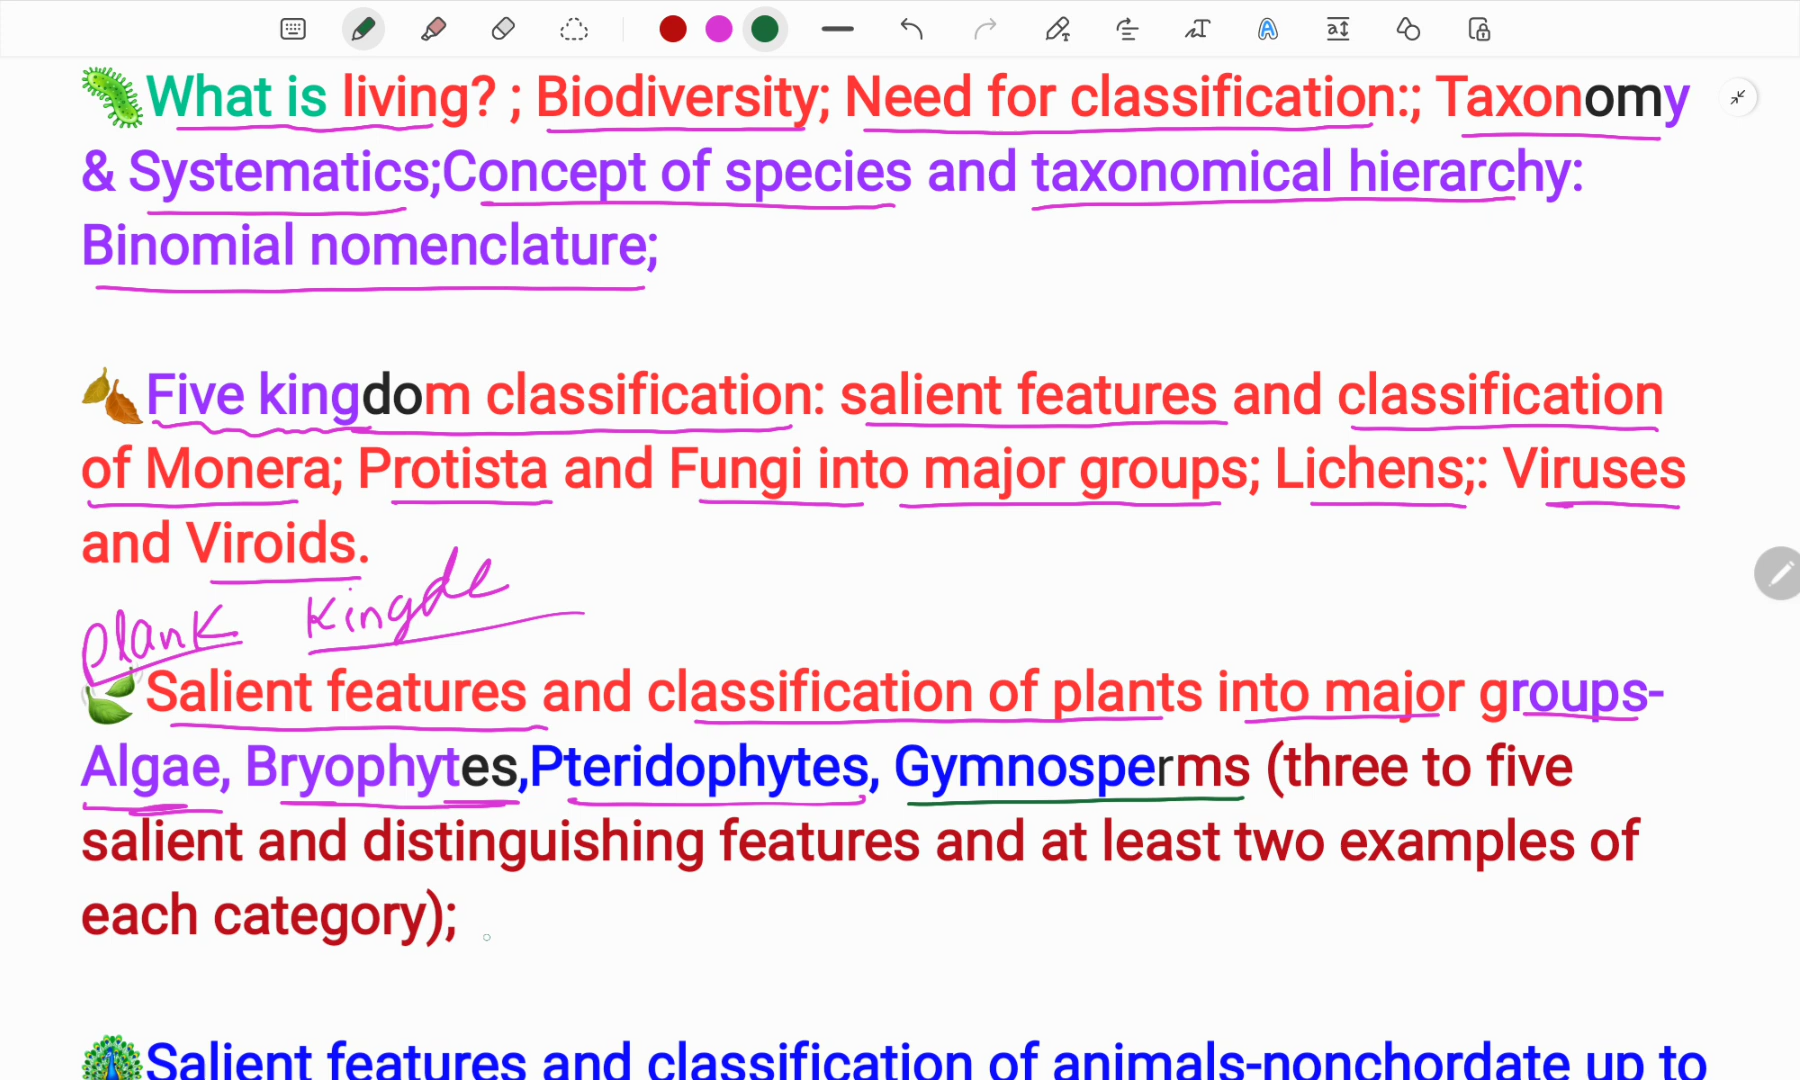 What is living? ; Biodiversity; Need for classification:; Taxonomy
& Systematics;Concept of species and taxonomical hierarchy:
Binomial nomenclature;
Five kingdom classification: salient features and classification
of Monera; Protista and Fungi into major groups; Lichens;: Viruses
and Viroids.
plank Kingde
Salient features and classification of plants into major groups-
Algae, Bryophytes,Pteridophytes, Gymnosperms (three to five
salient and distinguishing features and at least two examples of
each category);
Salient features and classification of animals-nonchordate up to